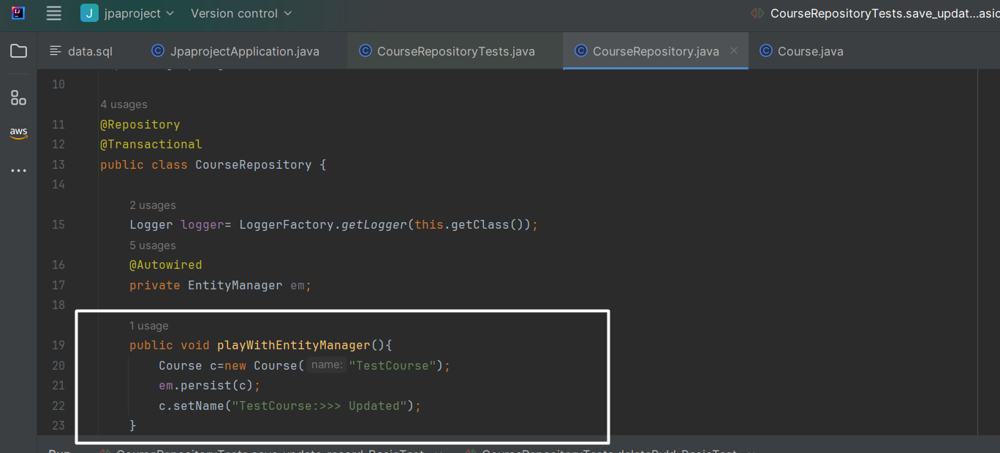 J jpaproject Version control CourseRepositoryTests.save_updat...asic
data.sql JpaprojectApplication.java CourseRepositoryTests.java CourseRepository.java × Course.java
10
4 usages
11 @Repository
aws
12 @Transactional
13 public class CourseRepository {
14
2 usages
15 Logger logger= LoggerFactory.getLogger(this.getClass());
5 usages
16 @Autowired
17 private EntityManager em;
18
1 usage
19 public void playWithEntityManager(){
20 Course c=new Course( name: "TestCourse");
21 em.persist(c);
22 c.setName("TestCourse:>>> Updated");
23 }